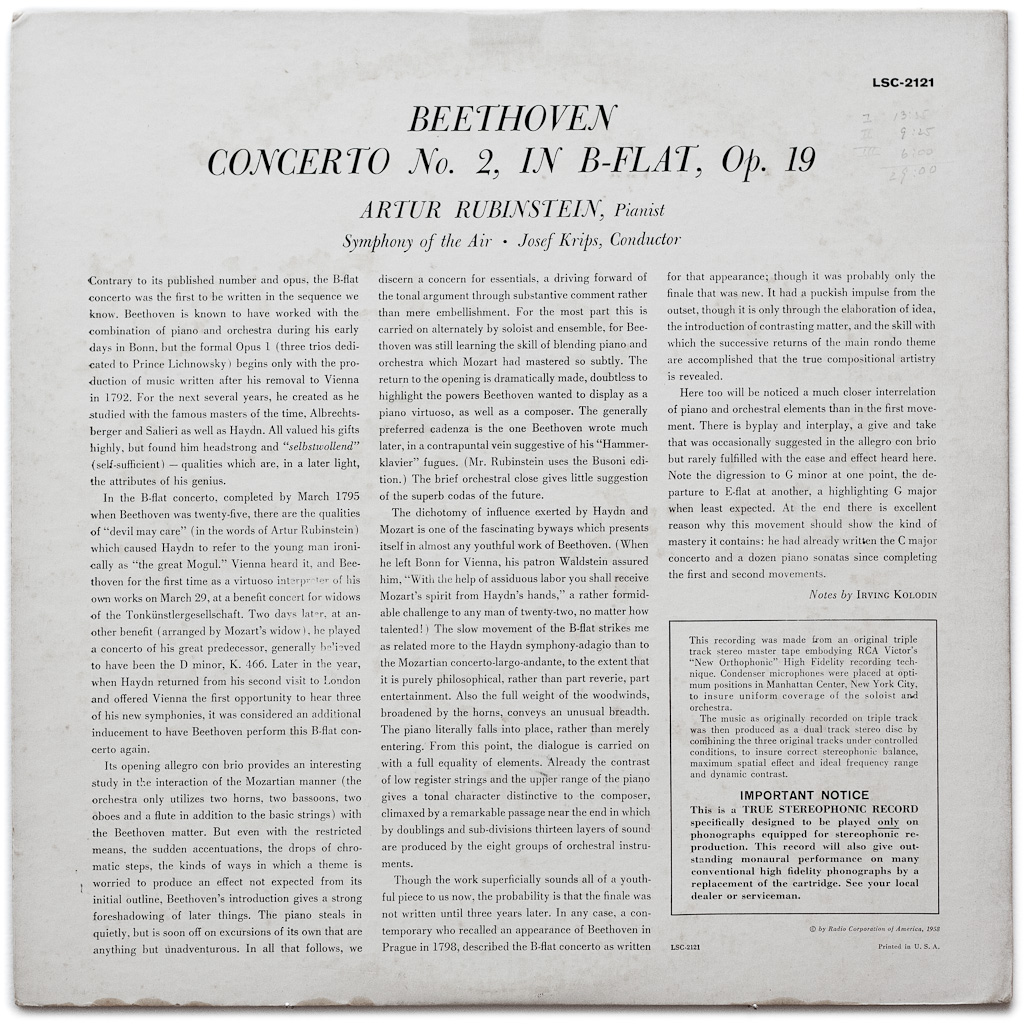 LSC-2121
BEETHOVEN
CONCERTO No. 2, IN B-FLAT, Op. 19
ARTUR RUBINSTEIN, Pianist
Symphony of the Air • Josef Krips, Conductor
I 13:35
II 9:25
III 6:00
29:00
Contrary to its published number and opus, the B-flat
concerto was the first to be written in the sequence we
know. Beethoven is known to have worked with the
combination of piano and orchestra during his early
days in Bonn, but the formal Opus 1 (three trios dedi-
cated to Prince Lichnowsky) begins only with the pro-
duction of music written after his removal to Vienna
in 1792. For the next several years, he created as he
studied with the famous masters of the time, Albrechts-
berger and Salieri as well as Haydn. All valued his gifts
highly, but found him headstrong and "selbstwollend"
(self-sufficient) — qualities which are, in a later light,
the attributes of his genius.
In the B-flat concerto, completed by March 1795
when Beethoven was twenty-five, there are the qualities
of "devil may care" (in the words of Artur Rubinstein)
which caused Haydn to refer to the young man ironi-
cally as "the great Mogul." Vienna heard it, and Bee-
thoven for the first time as a virtuoso interpreter of his
own works on March 29, at a benefit concert for widows
of the Tonkünstlergesellschaft. Two days later, at an-
other benefit (arranged by Mozart's widow), he played
a concerto of his great predecessor, generally believed
to have been the D minor, K. 466. Later in the year,
when Haydn returned from his second visit to London
and offered Vienna the first opportunity to hear three
of his new symphonies, it was considered an additional
inducement to have Beethoven perform this B-flat con-
certo again.
Its opening allegro con brio provides an interesting
study in the interaction of the Mozartian manner (the
orchestra only utilizes two horns, two bassoons, two
oboes and a flute in addition to the basic strings) with
the Beethoven matter. But even with the restricted
means, the sudden accentuations, the drops of chro-
matic steps, the kinds of ways in which a theme is
worried to produce an effect not expected from its
initial outline, Beethoven's introduction gives a strong
foreshadowing of later things. The piano steals in
quietly, but is soon off on excursions of its own that are
anything but unadventurous. In all that follows, we
discern a concern for essentials, a driving forward of
the tonal argument through substantive comment rather
than mere embellishment. For the most part this is
carried on alternately by soloist and ensemble, for Bee-
thoven was still learning the skill of blending piano and
orchestra which Mozart had mastered so subtly. The
return to the opening is dramatically made, doubtless to
highlight the powers Beethoven wanted to display as a
piano virtuoso, as well as a composer. The generally
preferred cadenza is the one Beethoven wrote much
later, in a contrapuntal vein suggestive of his "Hammer-
klavier" fugues. (Mr. Rubinstein uses the Busoni edi-
tion.) The brief orchestral close gives little suggestion
of the superb codas of the future.
The dichotomy of influence exerted by Haydn and
Mozart is one of the fascinating byways which presents
itself in almost any youthful work of Beethoven. (When
he left Bonn for Vienna, his patron Waldstein assured
him, "With the help of assiduous labor you shall receive
Mozart's spirit from Haydn's hands," a rather formid-
able challenge to any man of twenty-two, no matter how
talented!) The slow movement of the B-flat strikes me
as related more to the Haydn symphony-adagio than to
the Mozartian concerto-largo-andante, to the extent that
it is purely philosophical, rather than part reverie, part
entertainment. Also the full weight of the woodwinds,
broadened by the horns, conveys an unusual breadth.
The piano literally falls into place, rather than merely
entering. From this point, the dialogue is carried on
with a full equality of elements. Already the contrast
of low register strings and the upper range of the piano
gives a tonal character distinctive to the composer,
climaxed by a remarkable passage near the end in which
by doublings and sub-divisions thirteen layers of sound
are produced by the eight groups of orchestral instru-
ments.
Though the work superficially sounds all of a youth-
ful piece to us now, the probability is that the finale was
not written until three years later. In any case, a con-
temporary who recalled an appearance of Beethoven in
Prague in 1798, described the B-flat concerto as written
for that appearance; though it was probably only the
finale that was new. It had a puckish impulse from the
outset, though it is only through the elaboration of idea,
the introduction of contrasting matter, and the skill with
which the successive returns of the main rondo theme
are accomplished that the true compositional artistry
is revealed.
Here too will be noticed a much closer interrelation
of piano and orchestral elements than in the first move-
ment. There is byplay and interplay, a give and take
that was occasionally suggested in the allegro con brio
but rarely fulfilled with the ease and effect heard here.
Note the digression to G minor at one point, the de-
parture to E-flat at another, a highlighting G major
when least expected. At the end there is excellent
reason why this movement should show the kind of
mastery it contains: he had already written the C major
concerto and a dozen piano sonatas since completing
the first and second movements.
Notes by IRVING KOLODIN
This recording was made from an original triple
track stereo master tape embodying RCA Victor's
"New Orthophonic" High Fidelity recording tech-
nique. Condenser microphones were placed at opti-
mum positions in Manhattan Center, New York City,
to insure uniform coverage of the soloist and
orchestra.
The music as originally recorded on triple track
was then produced as a dual track stereo disc by
combining the three original tracks under controlled
conditions, to insure correct stereophonic balance,
maximum spatial effect and ideal frequency range
and dynamic contrast.
IMPORTANT NOTICE
This is a TRUE STEREOPHONIC RECORD
specifically designed to be played only on
phonographs equipped for stereophonic re-
production. This record will also give out-
standing monaural performance on many
conventional high fidelity phonographs by a
replacement of the cartridge. See your local
dealer or serviceman.
© by Radio Corporation of America, 1958
LSC-2121
Printed in U. S. A.